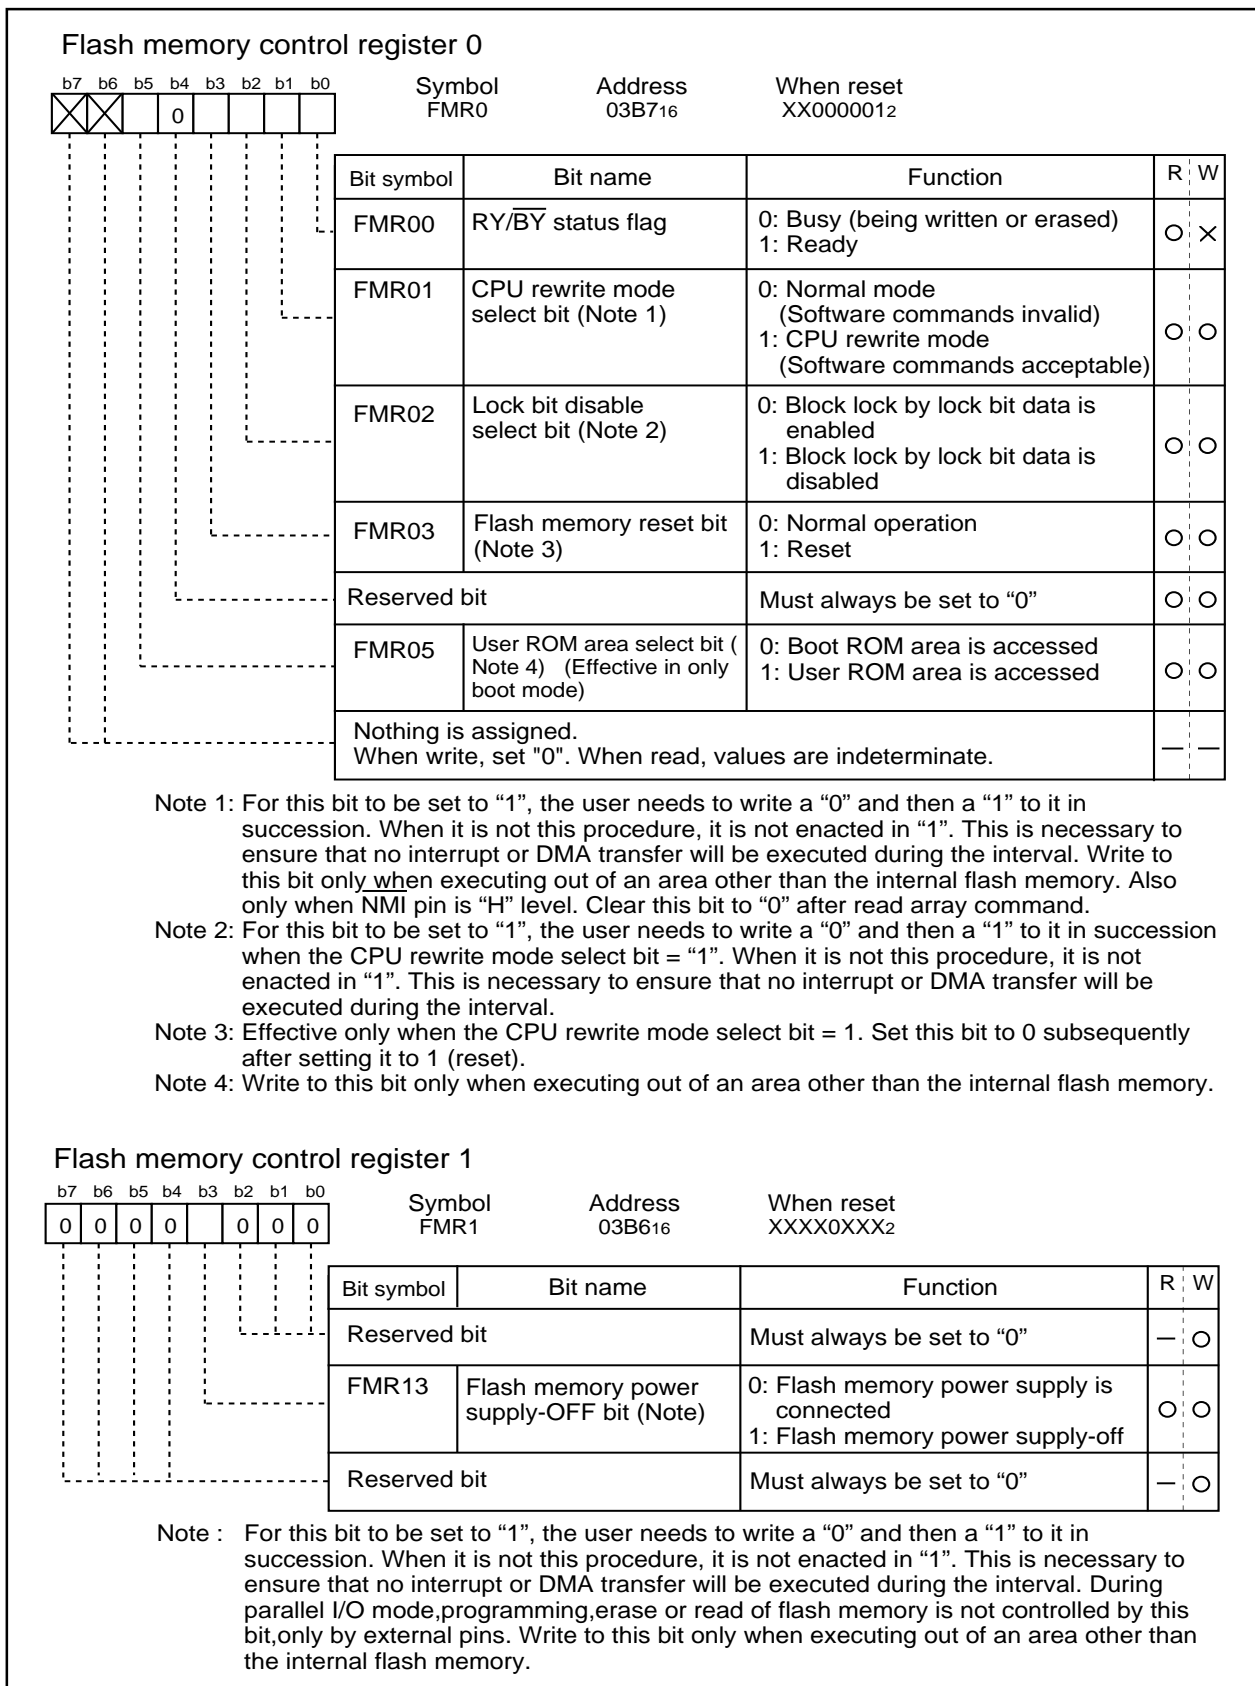 Flash memory control register 0
b7 b6 b5 b4 b3 b2 b1 b0
Symbol Address When reset
FMR0 03B716 XX0000012
0
Bit symbol Bit name Function R W
FMR00 RY/BY status flag 0: Busy (being written or erased)
1: Ready
FMR01 CPU rewrite mode
select bit (Note 1)
0: Normal mode
(Software commands invalid)
1: CPU rewrite mode
(Software commands acceptable)
FMR02 Lock bit disable
select bit (Note 2)
0: Block lock by lock bit data is
enabled
1: Block lock by lock bit data is
disabled
FMR03 Flash memory reset bit
(Note 3)
0: Normal operation
1: Reset
Reserved bit Must always be set to “0”
FMR05 User ROM area select bit (
Note 4) (Effective in only
boot mode)
0: Boot ROM area is accessed
1: User ROM area is accessed
Nothing is assigned.
When write, set "0". When read, values are indeterminate.
Note 1: For this bit to be set to “1”, the user needs to write a “0” and then a “1” to it in
succession. When it is not this procedure, it is not enacted in “1”. This is necessary to
ensure that no interrupt or DMA transfer will be executed during the interval. Write to
this bit only when executing out of an area other than the internal flash memory. Also
only when NMI pin is “H” level. Clear this bit to “0” after read array command.
Note 2: For this bit to be set to “1”, the user needs to write a “0” and then a “1” to it in succession
when the CPU rewrite mode select bit = “1”. When it is not this procedure, it is not
enacted in “1”. This is necessary to ensure that no interrupt or DMA transfer will be
executed during the interval.
Note 3: Effective only when the CPU rewrite mode select bit = 1. Set this bit to 0 subsequently
after setting it to 1 (reset).
Note 4: Write to this bit only when executing out of an area other than the internal flash memory.
Flash memory control register 1
b7 b6 b5 b4 b3 b2 b1 b0
Symbol Address When reset
FMR1 03B616 XXXX0XXX2
0 0 0 0 0 0 0
Bit symbol Bit name Function R W
Reserved bit Must always be set to “0”
FMR13 Flash memory power
supply-OFF bit (Note)
0: Flash memory power supply is
connected
1: Flash memory power supply-off
Reserved bit Must always be set to “0”
Note : For this bit to be set to “1”, the user needs to write a “0” and then a “1” to it in
succession. When it is not this procedure, it is not enacted in “1”. This is necessary to
ensure that no interrupt or DMA transfer will be executed during the interval. During
parallel I/O mode,programming,erase or read of flash memory is not controlled by this
bit,only by external pins. Write to this bit only when executing out of an area other than
the internal flash memory.